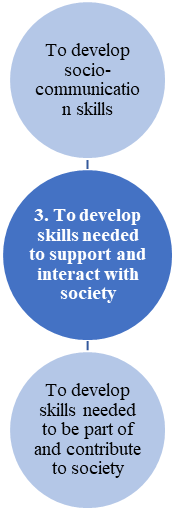 To develop
socio-
communicatio
n skills
3. To develop
skills needed
to support and
interact with
society
To develop
skills needed
to be part of
and contribute
to society